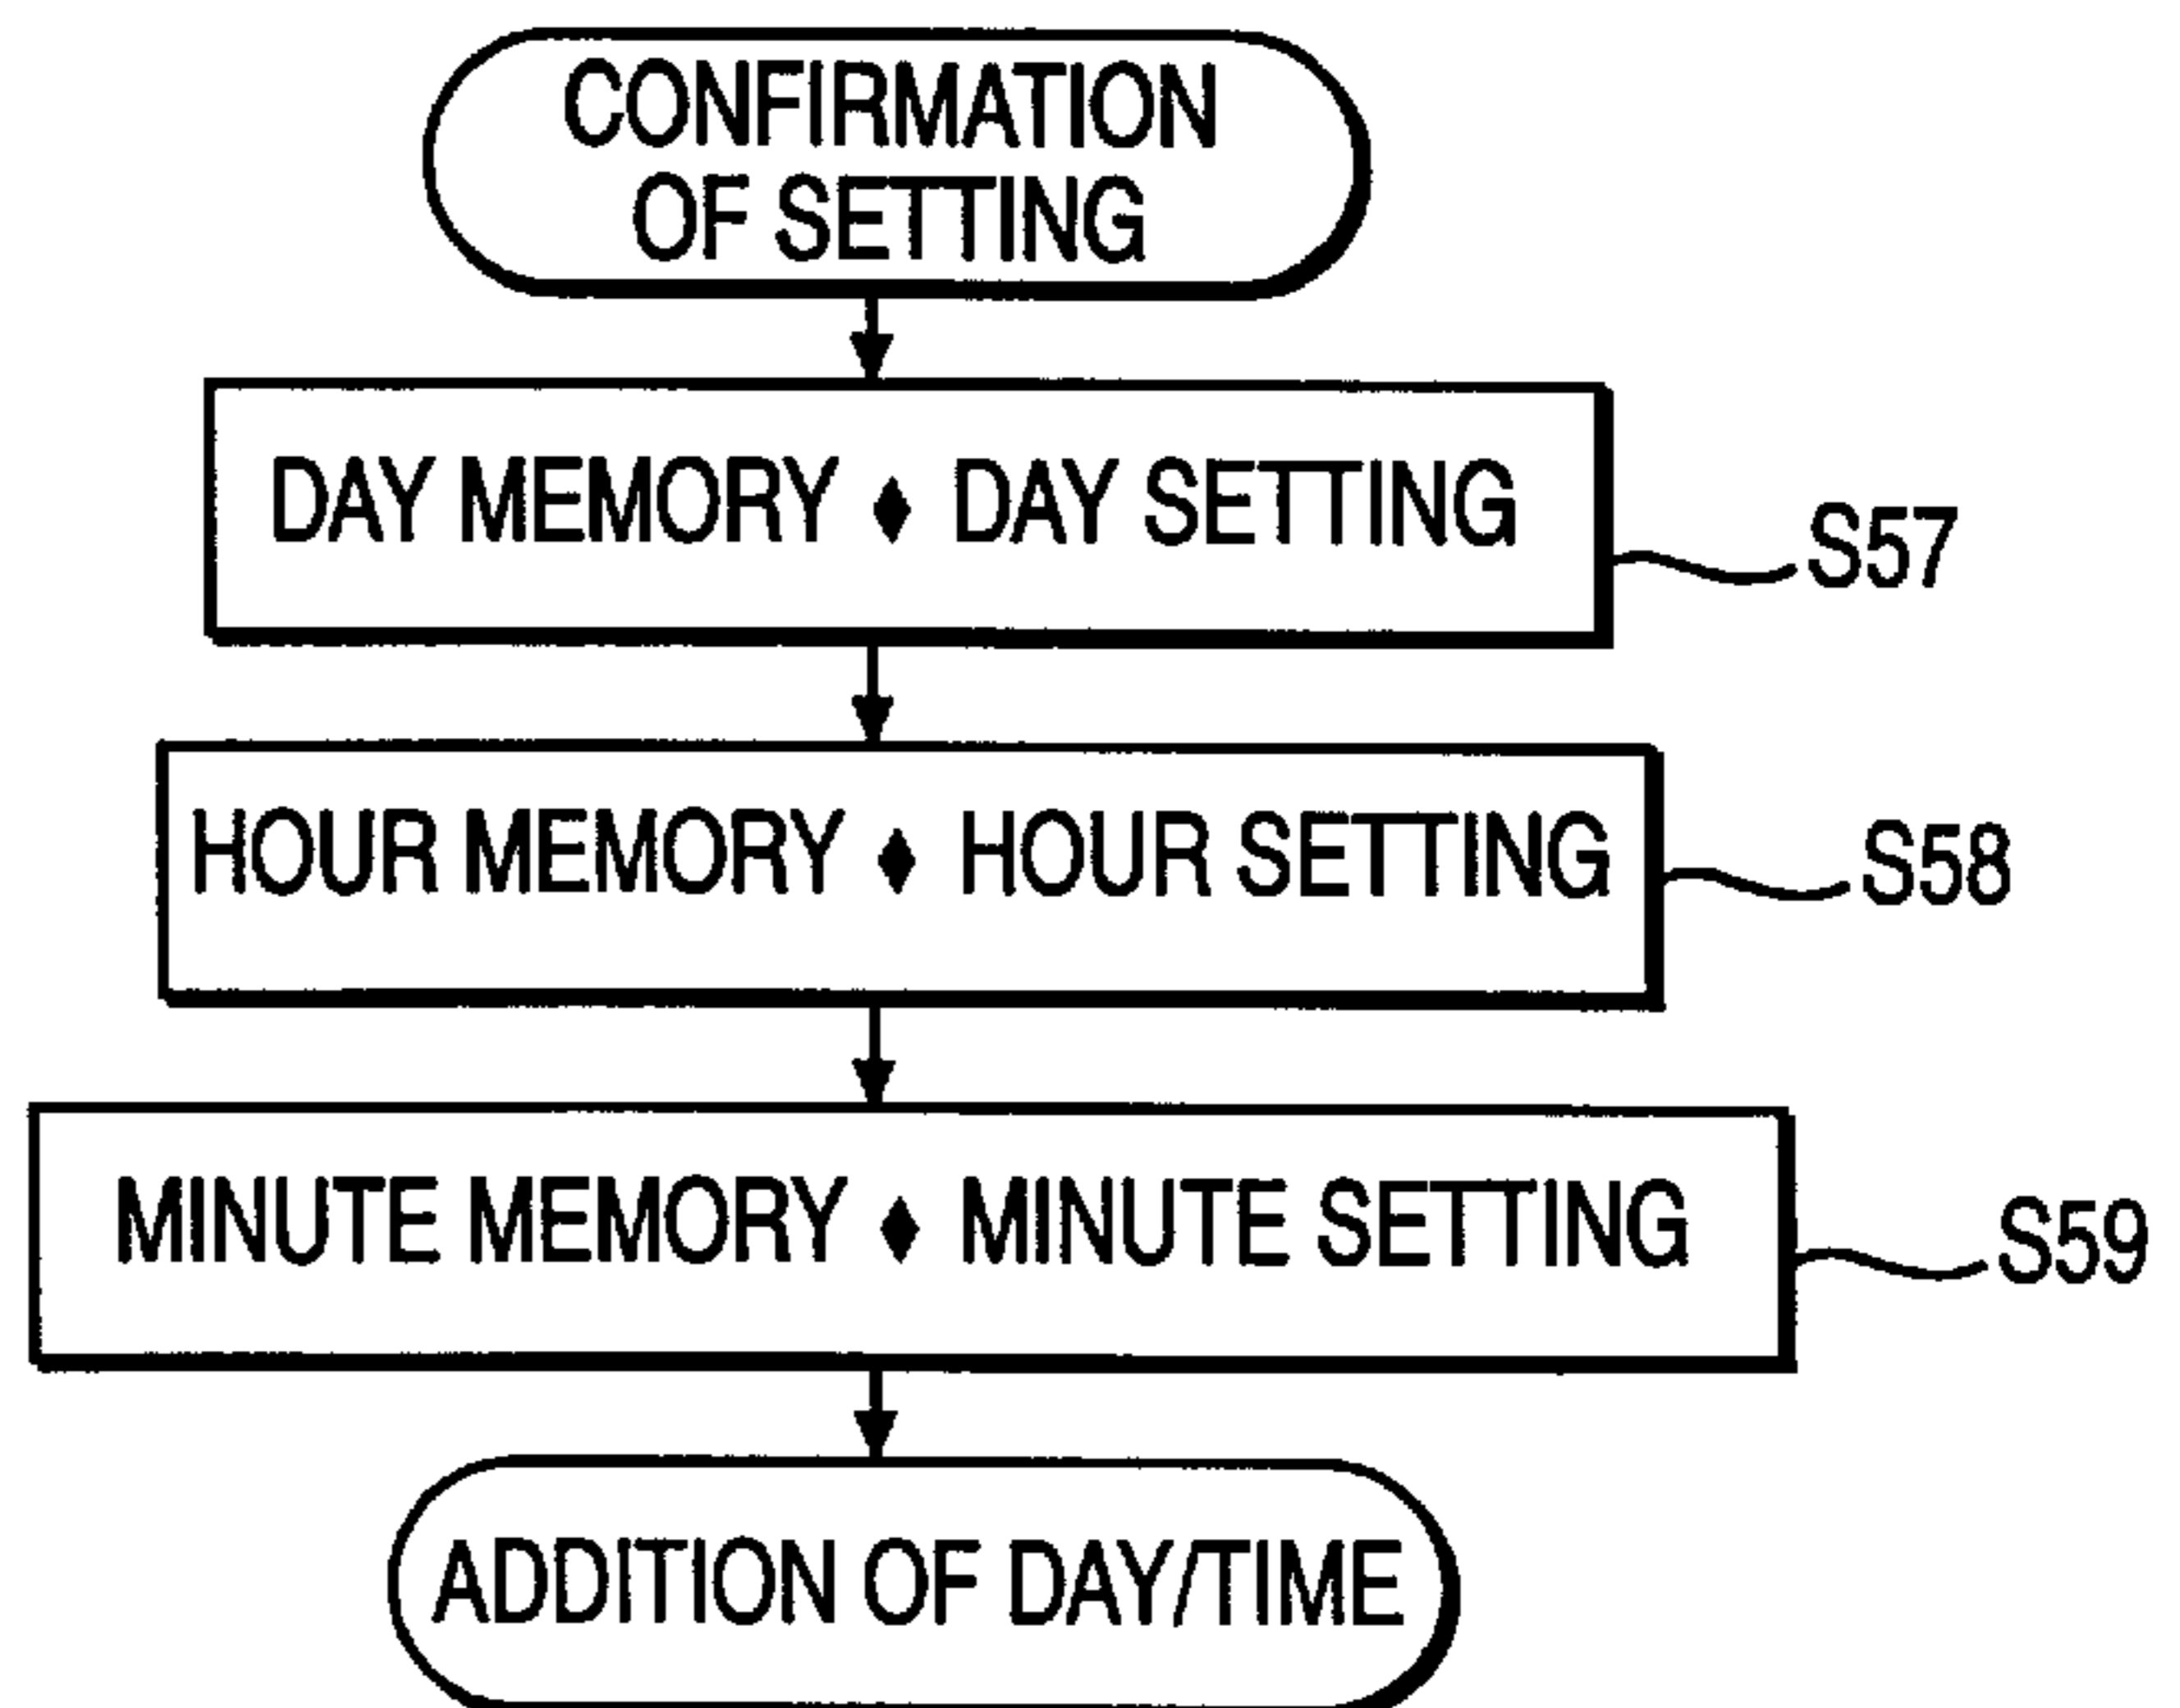 CONFIRMATION
OF SETTING
DAY MEMORY ♦ DAY SETTING
S57
HOUR MEMORY ♦ HOUR SETTING
S58
MINUTE MEMORY ♦ MINUTE SETTING
S59
ADDITION OF DAY/TIME